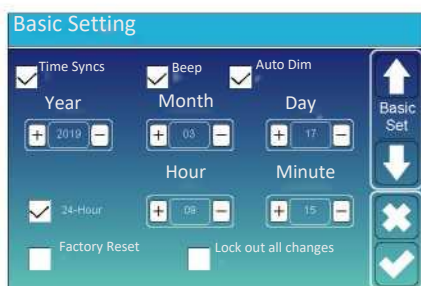 Basic Setting
Time Syncs
Beep
Auto Dim
Year
Month
Day
+ 2019 −
+ 03 −
+ 17 −
Basic
Set
Hour
Minute
24-Hour
+ 09 −
+ 15 −
Factory Reset
Lock out all changes